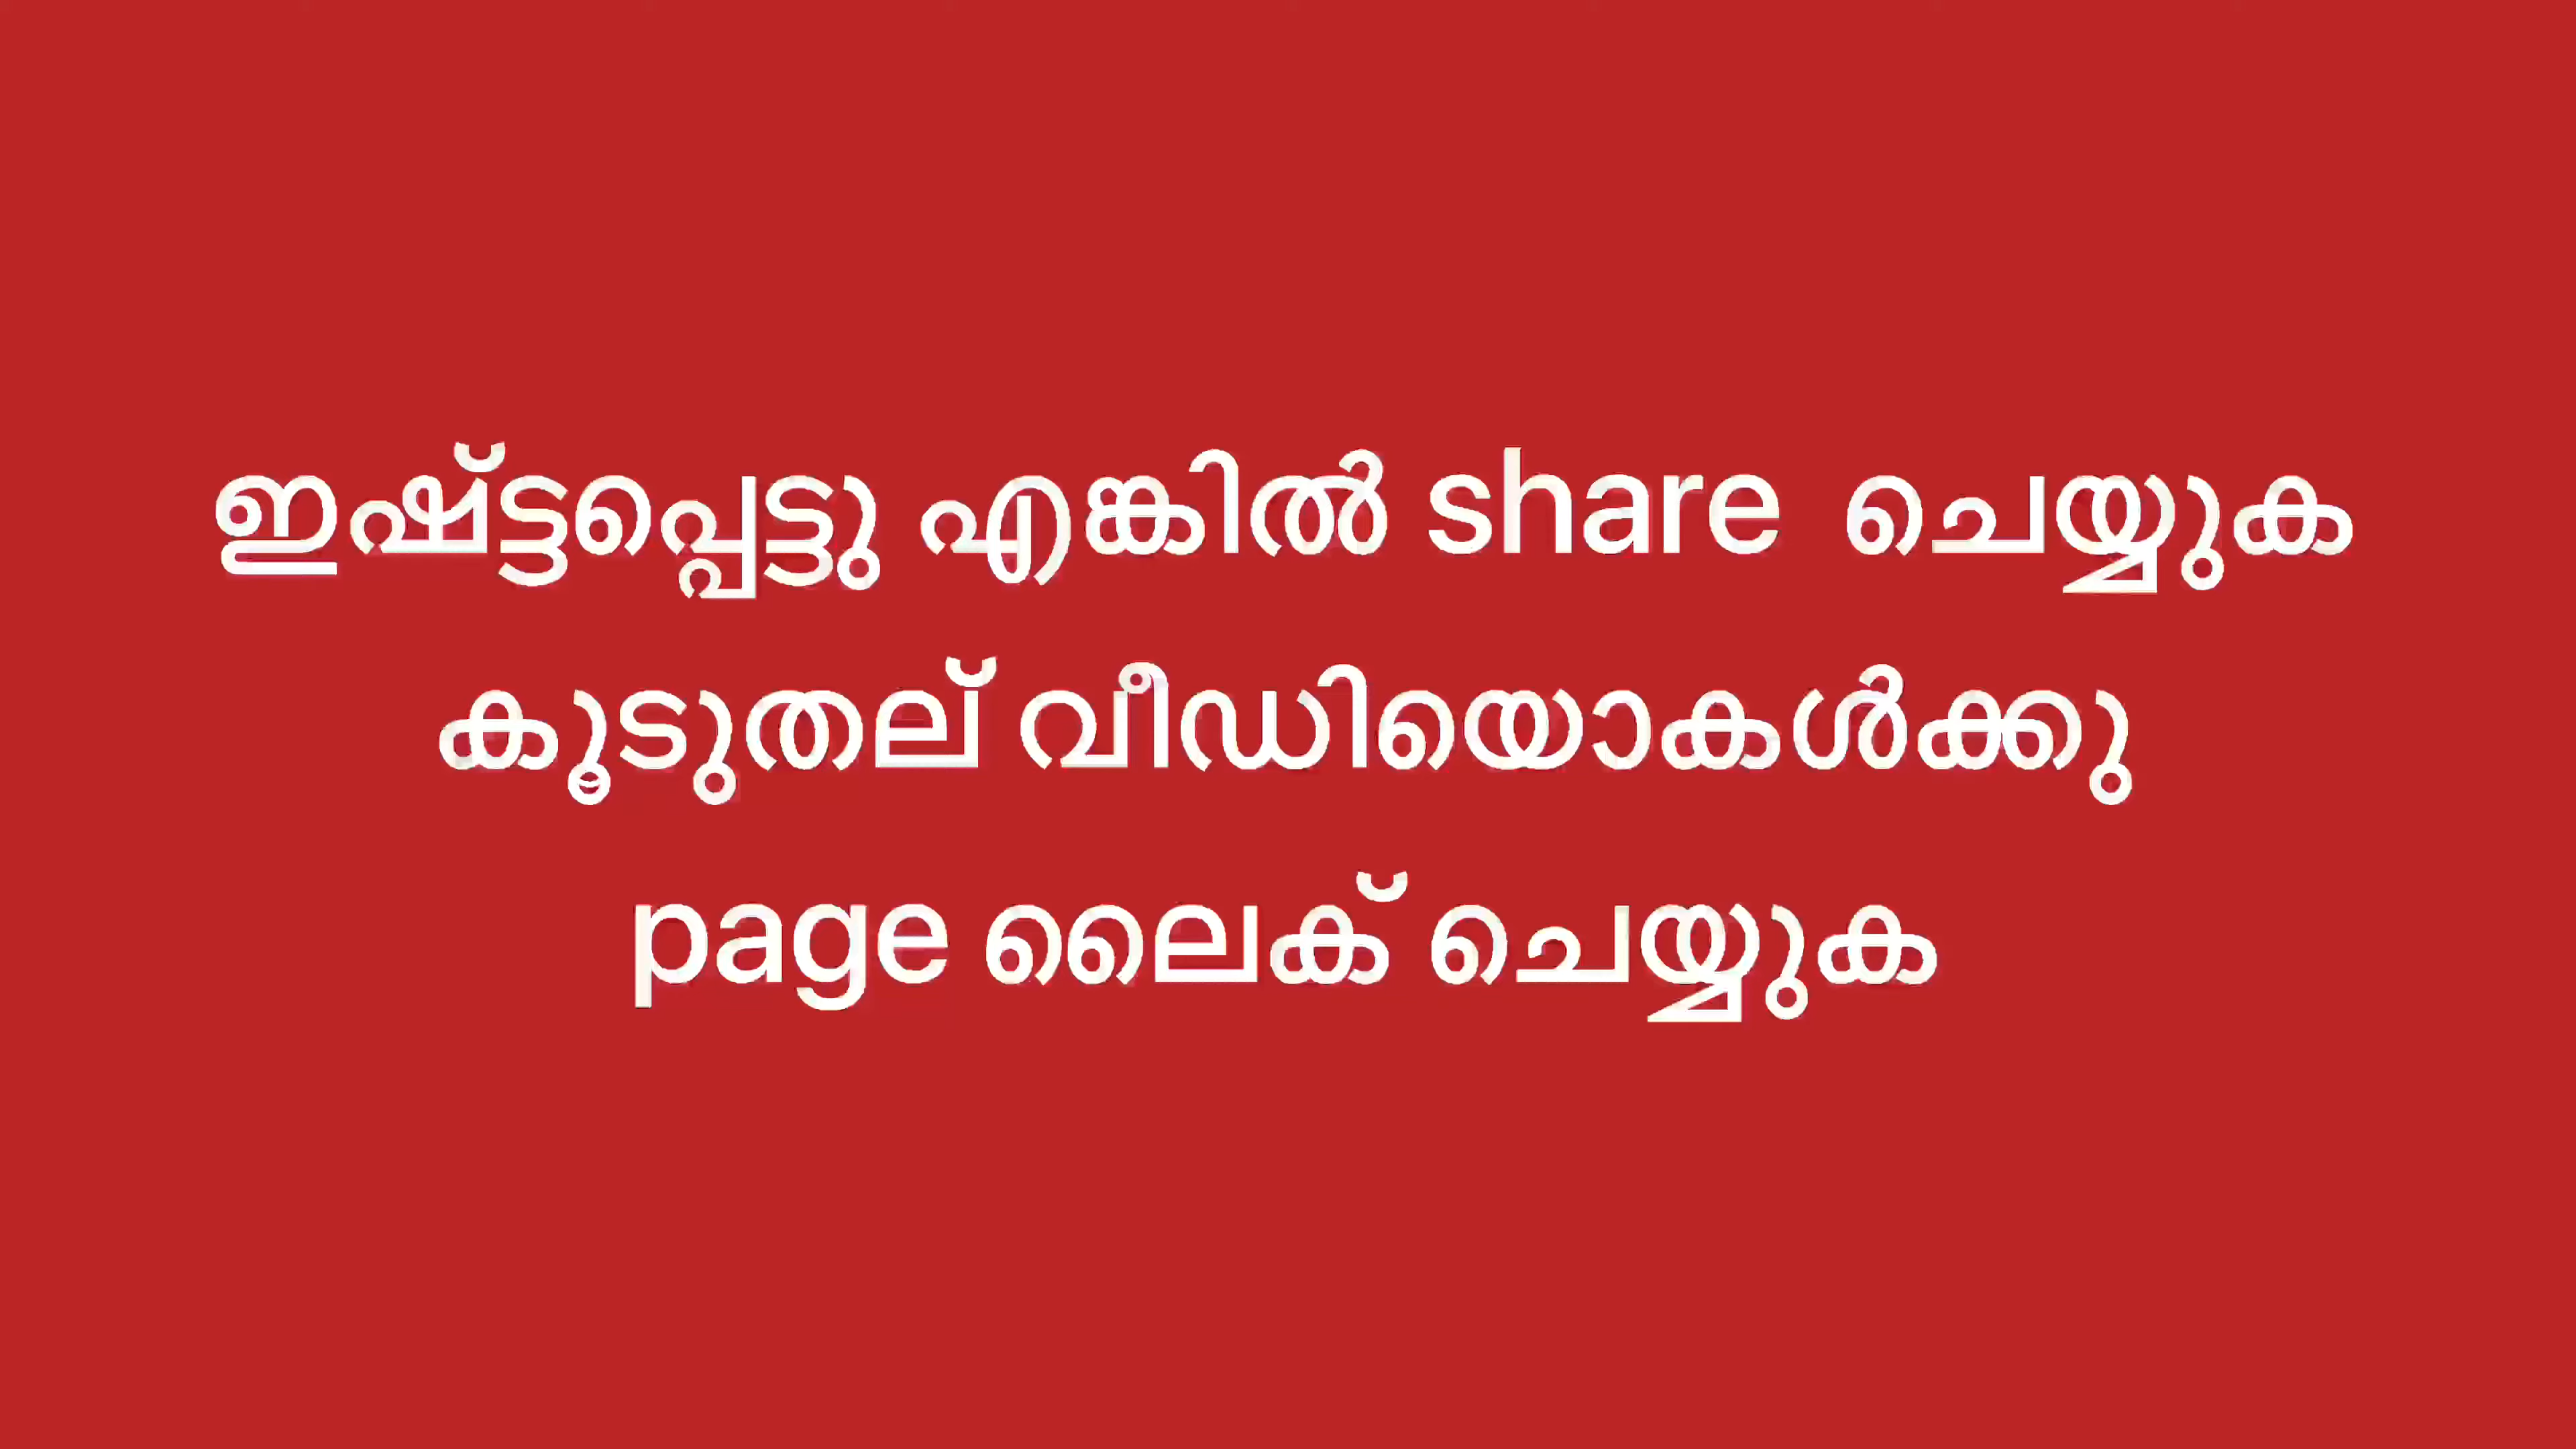 ഇഷ്ട്ടപ്പെട്ടു എങ്കിൽ share ചെയ്യുക
കൂടുതല് വീഡിയൊകൾക്കു
page ലൈക് ചെയ്യുക